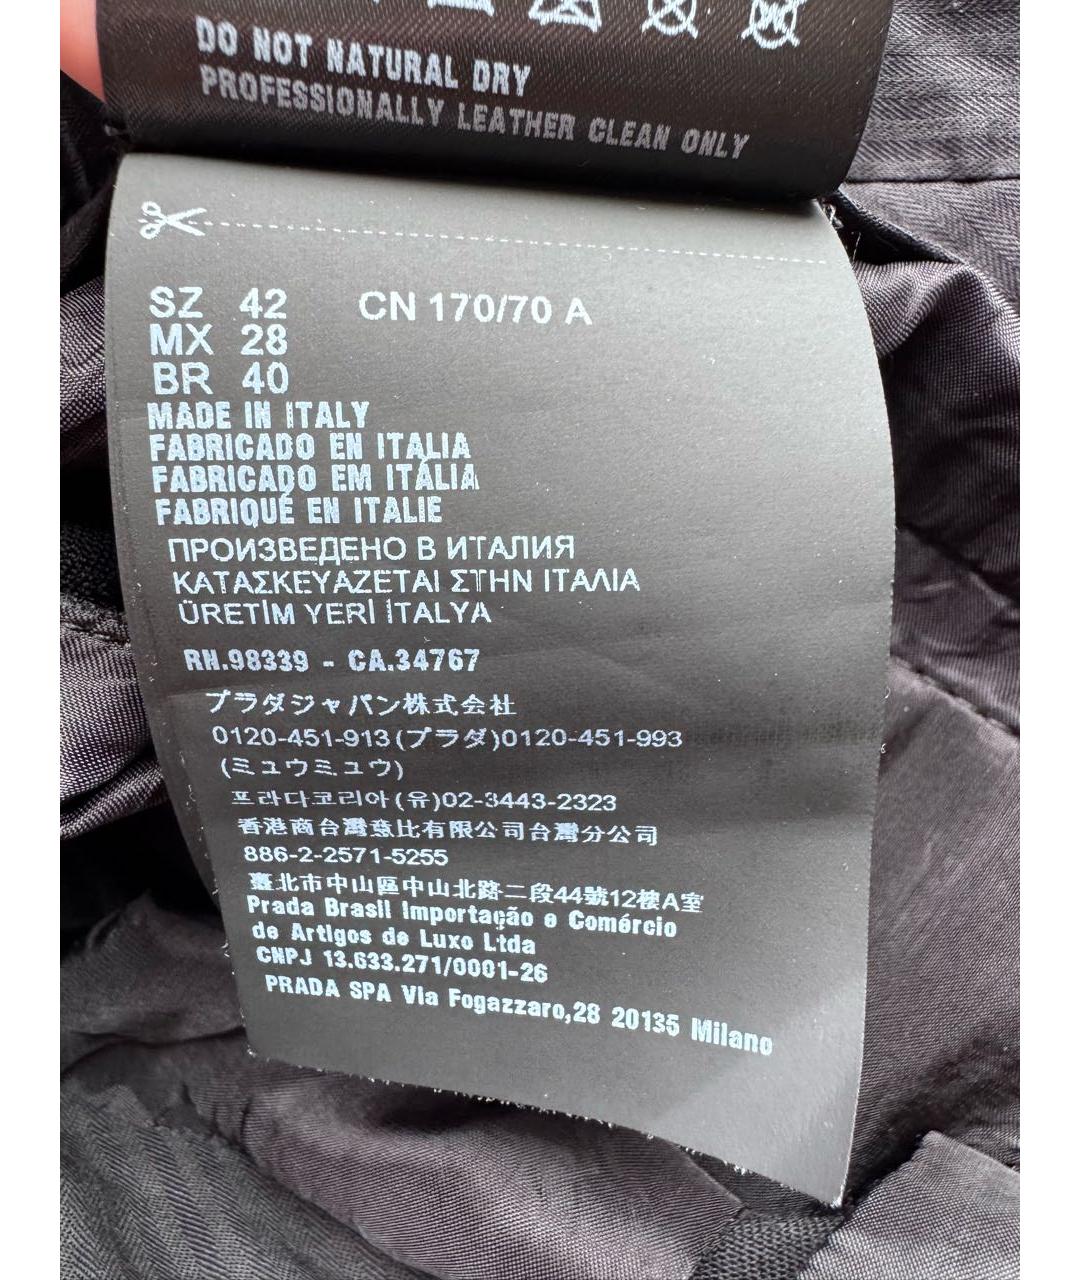 DO NOT NATURAL DRY
PROFESSIONALLY LEATHER CLEAN ONLY
SZ 42 CN 170/70 A
MX 28
BR 40
MADE IN ITALY
FABRICADO EN ITALIA
FABRICADO EM ITÁLIA
FABRIQUÉ EN ITALIE
ПРОИЗВЕДЕНО В ИТАЛИЯ
ΚΑΤΑΣΚΕΥΑΖΕΤΑΙ ΣΤΗΝ ΙΤΑΛΙΑ
ÜRETİM YERİ İTALYA
RN.98339 - CA.34767
プラダジャパン株式会社
0120-451-913(プラダ)0120-451-993
(ミュウミュウ)
프라다코리아(유)02-3443-2323
香港商台灣普比有限公司台灣分公司
886-2-2571-5255
臺北市中山區中山北路二段44號12樓A室
Prada Brasil Importação e Comércio
de Artigos de Luxo Ltda
CNPJ 13.633.271/0001-26
PRADA SPA Via Fogazzaro,28 20135 Milano